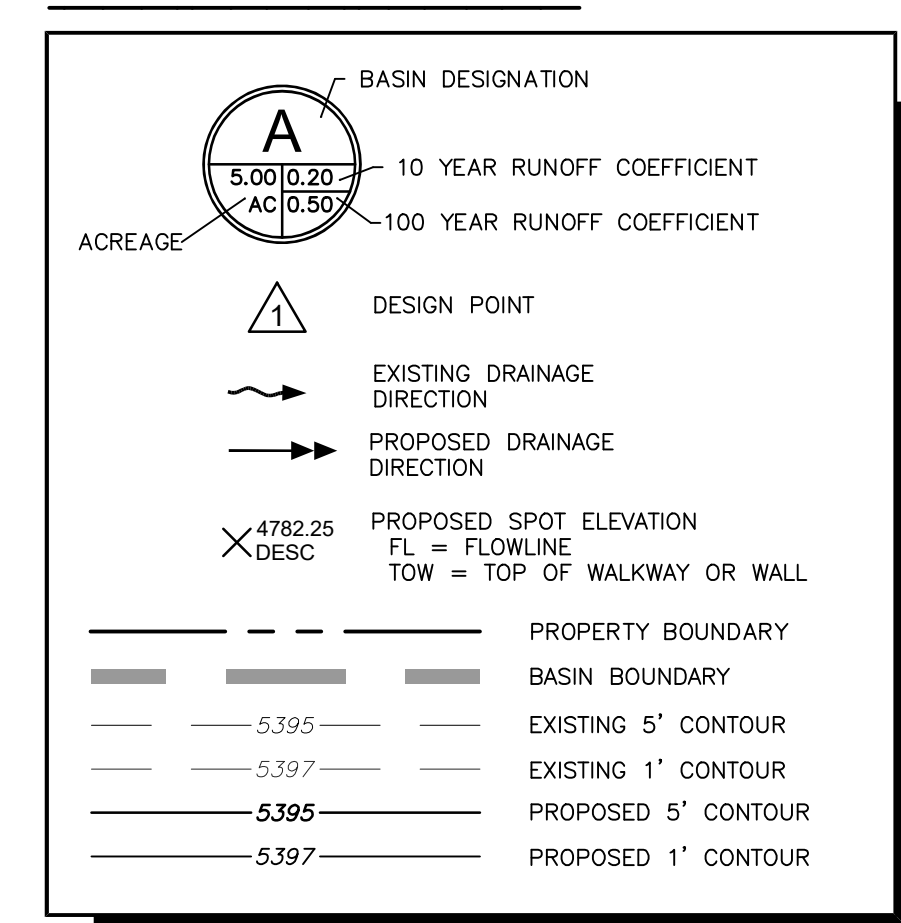 BASIN DESIGNATION
A
5.00 0.20
10 YEAR RUNOFF COEFFICIENT
AC 0.50
100 YEAR RUNOFF COEFFICIENT
ACREAGE
1
DESIGN POINT
EXISTING DRAINAGE
DIRECTION
PROPOSED DRAINAGE
DIRECTION
4782.25
DESC
PROPOSED SPOT ELEVATION
FL = FLOWLINE
TOW = TOP OF WALKWAY OR WALL
PROPERTY BOUNDARY
BASIN BOUNDARY
5395 EXISTING 5' CONTOUR
5397 EXISTING 1' CONTOUR
5395 PROPOSED 5' CONTOUR
5397 PROPOSED 1' CONTOUR